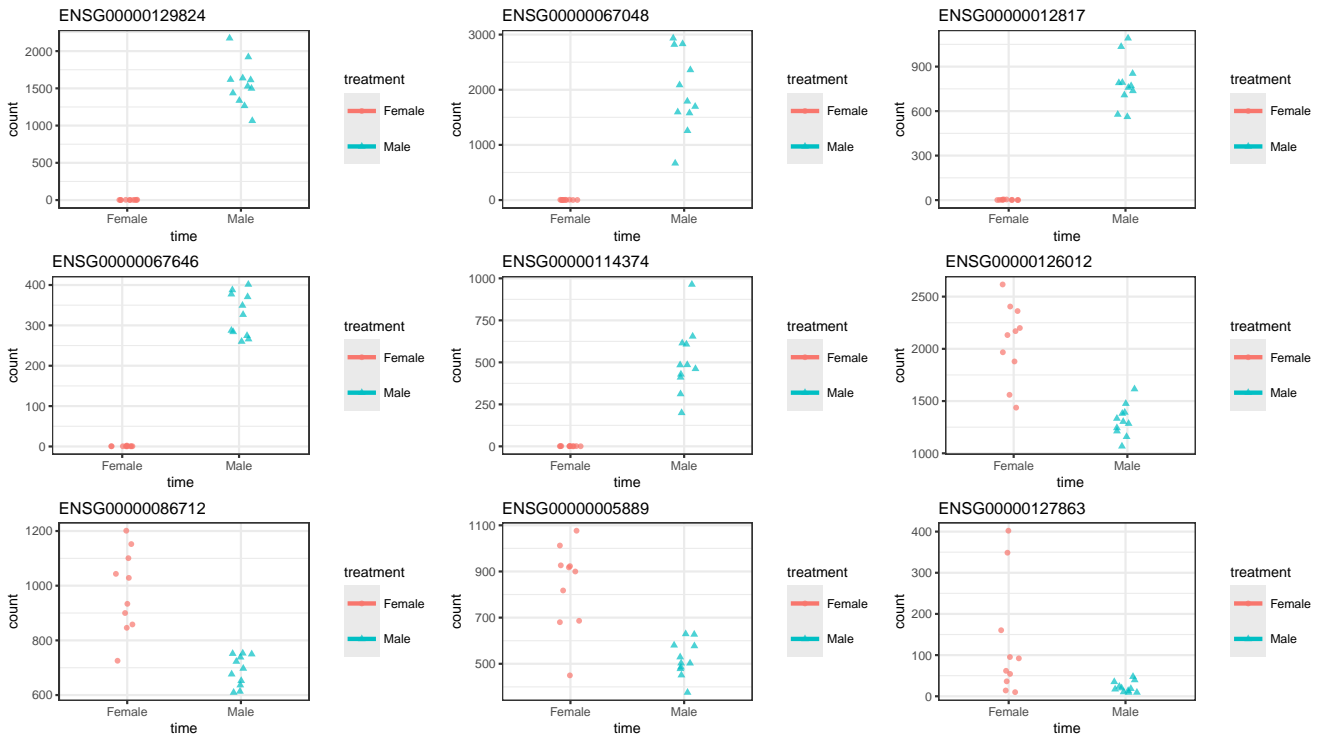 ENSG00000129824
count
2000
1500
1000
500
0
Female Male
time
treatment
Female
Male
ENSG00000067048
count
3000
2000
1000
0
Female Male
time
treatment
Female
Male
ENSG00000012817
count
900
600
300
0
Female Male
time
treatment
Female
Male
ENSG00000067646
count
400
300
200
100
0
Female Male
time
treatment
Female
Male
ENSG00000114374
count
1000
750
500
250
0
Female Male
time
treatment
Female
Male
ENSG00000126012
count
2500
2000
1500
1000
Female Male
time
treatment
Female
Male
ENSG00000086712
count
1200
1000
800
600
Female Male
time
treatment
Female
Male
ENSG00000005889
count
1100
900
700
500
Female Male
time
treatment
Female
Male
ENSG00000127863
count
400
300
200
100
0
Female Male
time
treatment
Female
Male